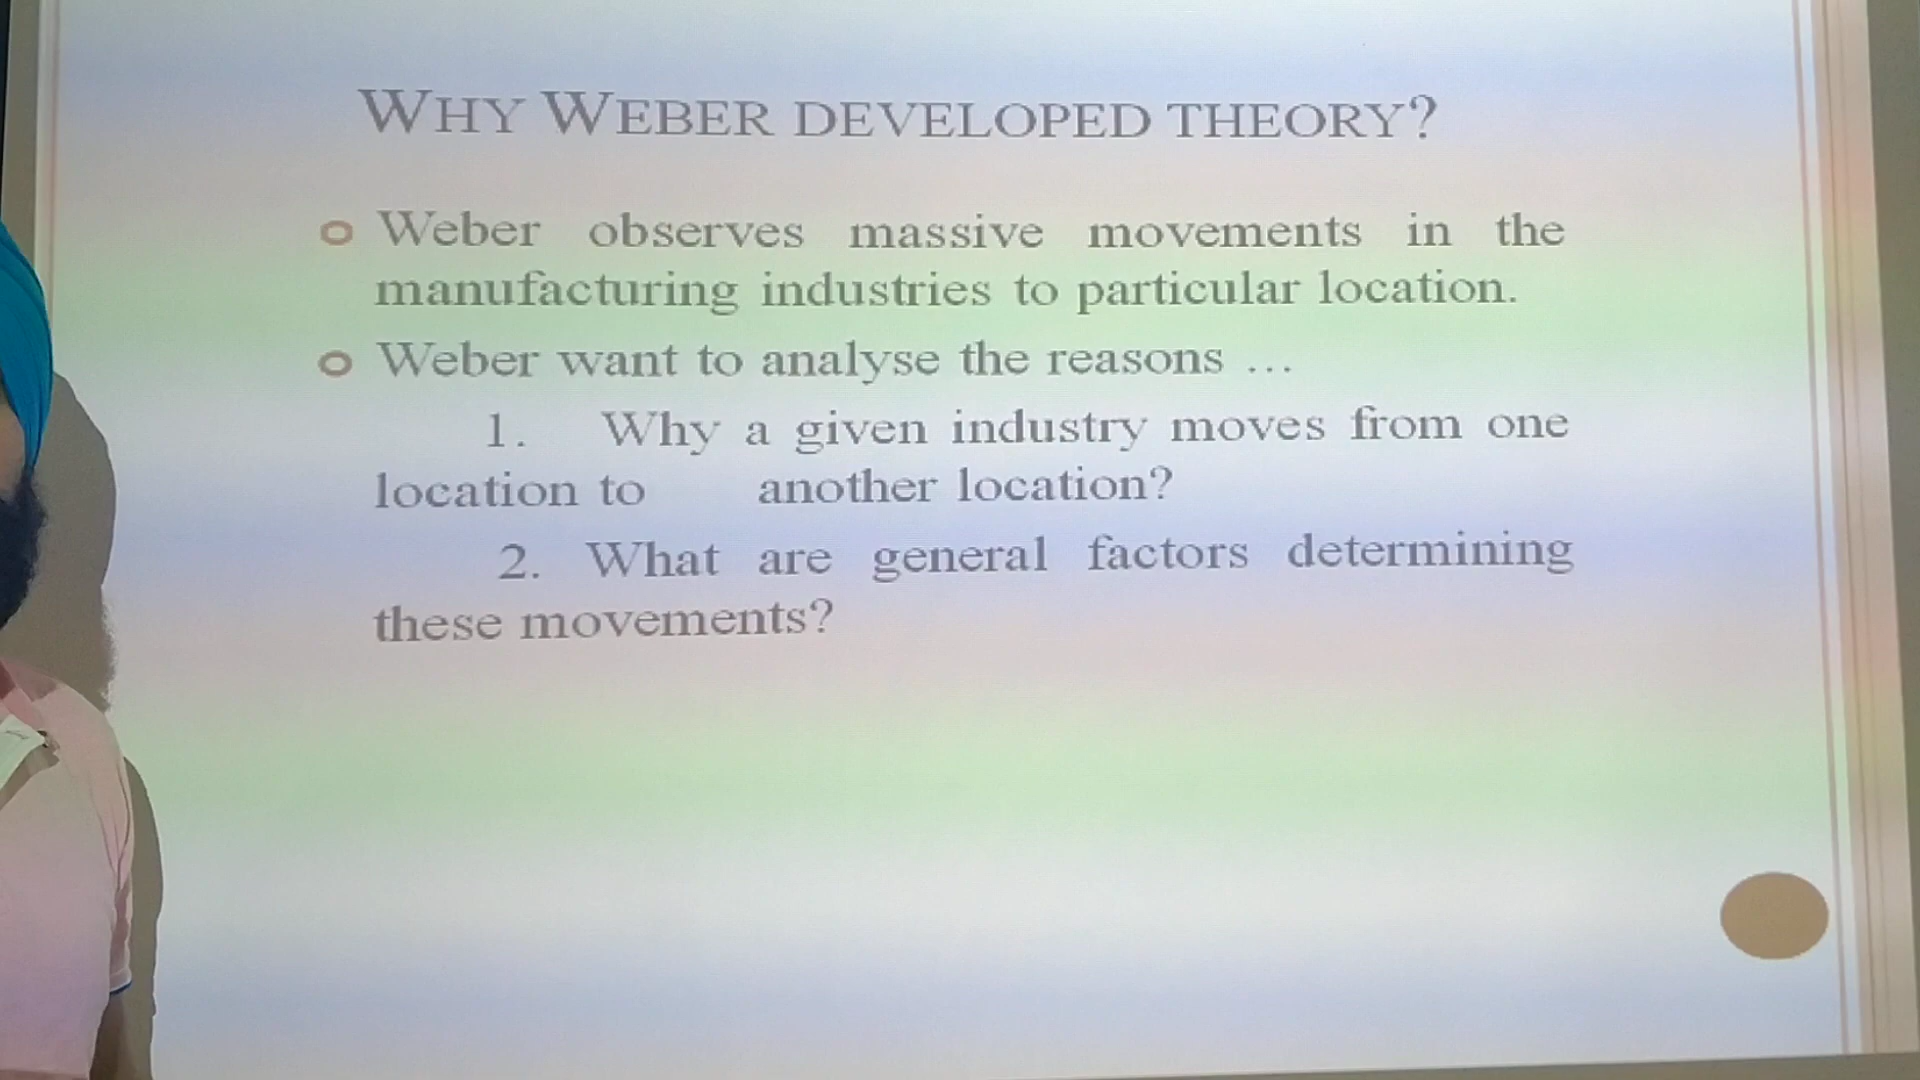 WHY WEBER DEVELOPED THEORY?
Weber observes massive movements in the
manufacturing industries to particular location.
Weber want to analyse the reasons ...
1. Why a given industry moves from one
location to another location?
2. What are general factors determining
these movements?